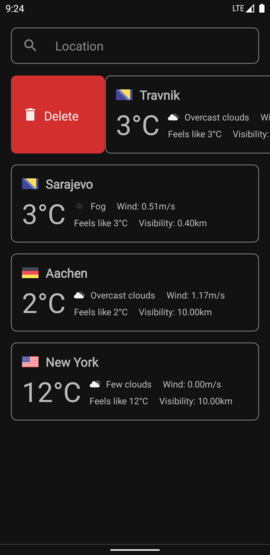 9:24
LTE
Location
Delete
Travnik
3°C
Overcast clouds Wi
Feels like 3°C Visibility:
Sarajevo
3°C
Fog Wind: 0.51m/s
Feels like 3°C Visibility: 0.40km
Aachen
2°C
Overcast clouds Wind: 1.17m/s
Feels like 2°C Visibility: 10.00km
New York
12°C
Few clouds Wind: 0.00m/s
Feels like 12°C Visibility: 10.00km